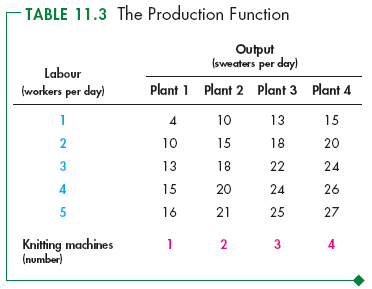 TABLE 11.3 The Production Function
Output
(sweaters per day)
Labour
(workers per day) Plant 1 Plant 2 Plant 3 Plant 4
1 4 10 13 15
2 10 15 18 20
3 13 18 22 24
4 15 20 24 26
5 16 21 25 27
Knitting machines 1 2 3 4
(number)